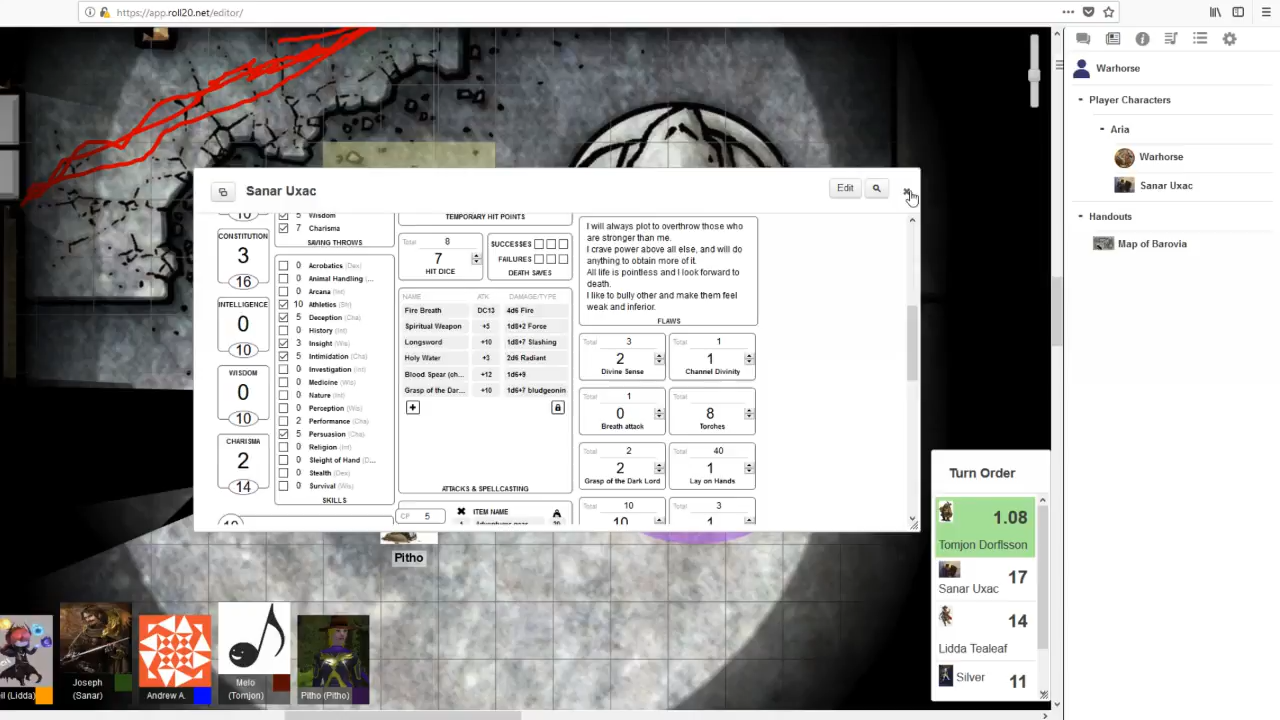 https://app.roll20.net/editor/
Warhorse
Player Characters
Aria
Warhorse
Sanar Uxac
Handouts
Map of Barovia
Sanar Uxac
Edit
CONSTITUTION
3
16
INTELLIGENCE
0
10
WISDOM
0
10
CHARISMA
2
14
5 Wisdom
7 Charisma
SAVING THROWS
0 Acrobatics (Dex)
0 Animal Handling (...
0 Arcana (Int)
10 Athletics (Str)
5 Deception (Cha)
0 History (Int)
3 Insight (Wis)
5 Intimidation (Cha)
0 Investigation (Int)
0 Medicine (Wis)
0 Nature (Int)
0 Perception (Wis)
2 Performance (Cha)
5 Persuasion (Cha)
0 Religion (Int)
0 Sleight of Hand (D...
0 Stealth (Dex)
0 Survival (Wis)
SKILLS
TEMPORARY HIT POINTS
Total 8
7
HIT DICE
SUCCESSES
FAILURES
DEATH SAVES
NAME ATK DAMAGE/TYPE
Fire Breath DC13 4d6 Fire
Spiritual Weapon +5 1d8+2 Force
Longsword +10 1d8+7 Slashing
Holy Water +3 2d6 Radiant
Blood Spear (ch... +12 1d6+9
Grasp of the Dar... +10 1d6+7 bludgeonin
ATTACKS & SPELLCASTING
CP 5
ITEM NAME
I will always plot to overthrow those who
are stronger than me.
I crave power above all else, and will do
anything to obtain more of it.
All life is pointless and I look forward to
death.
I like to bully other and make them feel
weak and inferior.
FLAWS
Total 3
2
Divine Sense
Total 1
1
Channel Divinity
Total 1
0
Breath attack
Total 8
Torches
Total 2
2
Grasp of the Dark Lord
Total 40
1
Lay on Hands
Total 10
10
Total 3
1
Pitho
Turn Order
1.08
Tomjon Dorflsson
17
Sanar Uxac
14
Lidda Tealeaf
Silver 11
(Lidda)
Joseph
(Sanar)
Andrew A.
Melo
(Tomjon)
Pitho (Pitho)